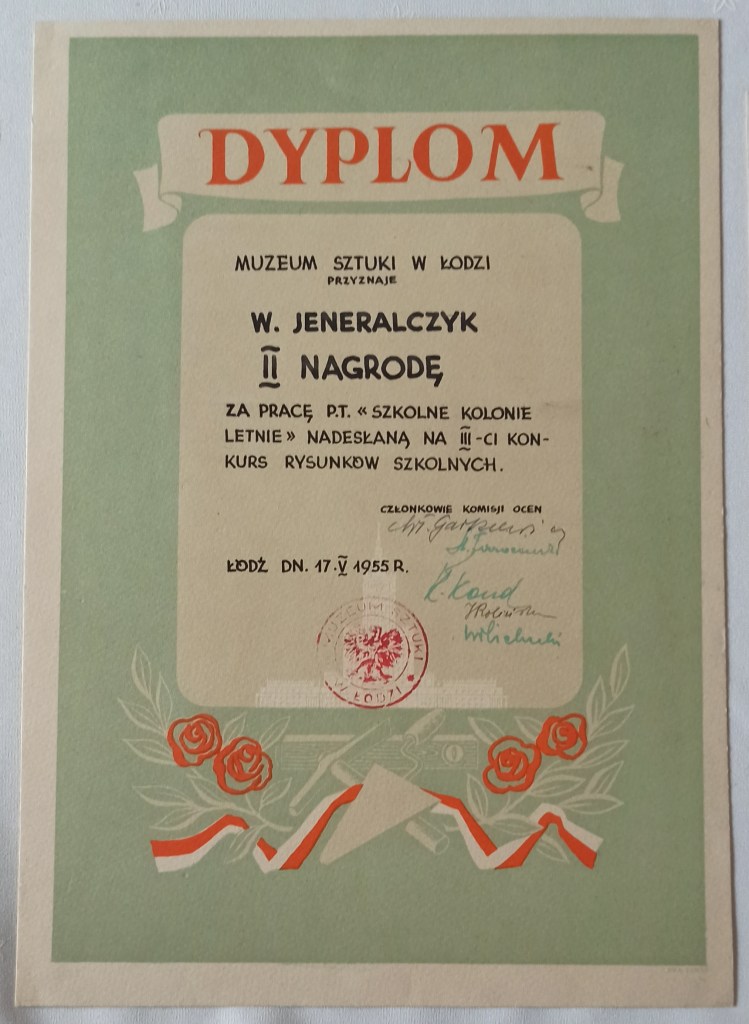 DYPLOM
MUZEUM SZTUKI W ŁODZI
PRZYZNAJE
W. JENERALCZYK
II NAGRODĘ
ZA PRACĘ P.T. «SZKOLNE KOLONIE
LETNIE» NADESŁANĄ NA III-CI KON-
KURS RYSUNKÓW SZKOLNYCH.
CZŁONKOWIE KOMISJI OCEN
ŁÓDŹ DN. 17.V 1955 R.
MUZEUM SZTUKI
W ŁODZI